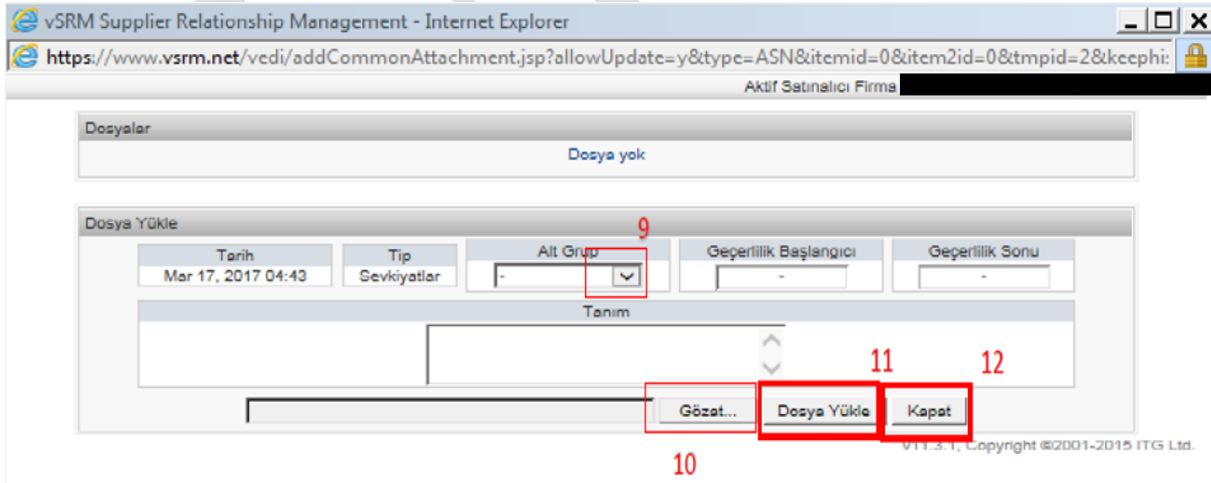 vSRM Supplier Relationship Management - Internet Explorer
https://www.vsrm.net/vedi/addCommonAttachment.jsp?allowUpdate=y&type=ASN&itemid=0&item2id=0&tmpid=2&keephi:
Aktif Satınalıcı Firma
Dosyalar
Dosya yok
Dosya Yükle
9
Tarih Tip Alt Grup Geçerlilik Başlangıcı Geçerlilik Sonu
Mar 17, 2017 04:43 Sevkiyatlar - - -
Tanım
11 12
Gözat... Dosya Yükle Kapat
V11.3.1, Copyright ©2001-2015 ITG Ltd.
10